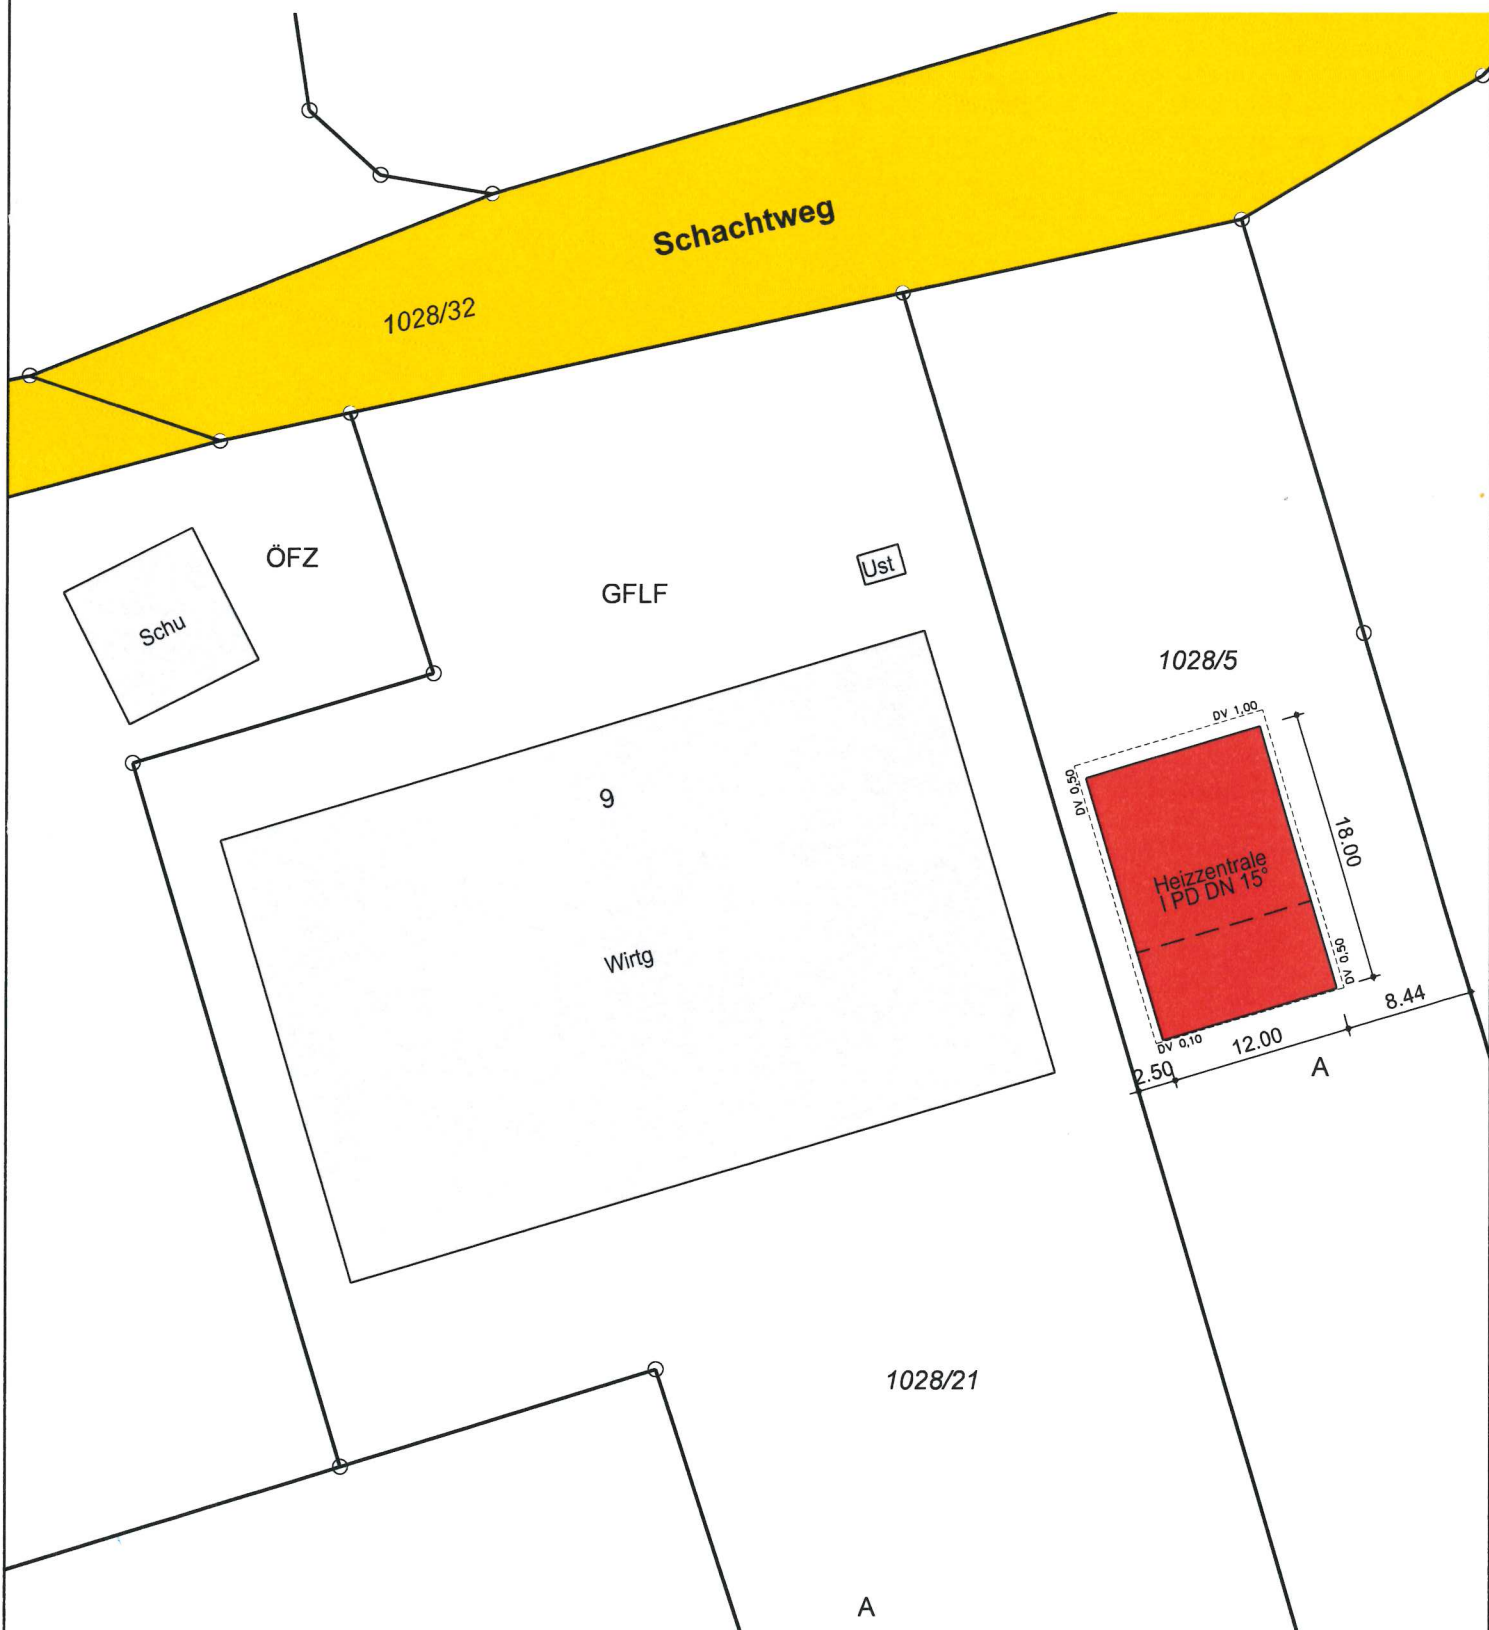 Schachtweg
1028/32
ÖFZ
GFLF
Ust
Schu
1028/5
DV 1,00
DV 0,50
9
18.00
Heizzentrale
I PD DN 15°
Wirtg
DV 0,50
8.44
DV 0,10
12.00
2.50
A
1028/21
A